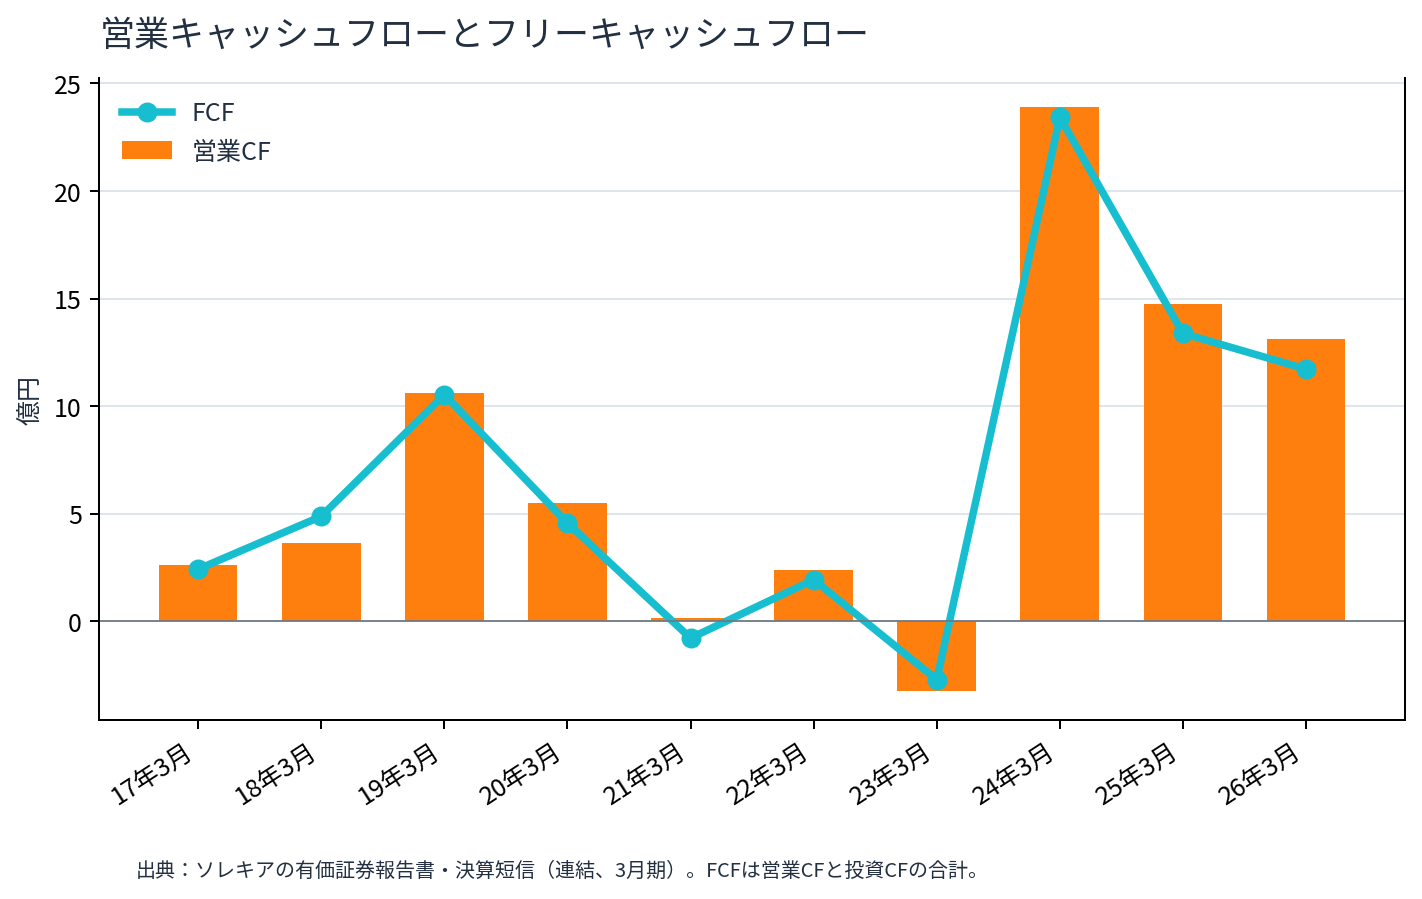 営業キャッシュフローとフリーキャッシュフロー
FCF
営業CF
億円
25
20
15
10
5
0
17年3月
18年3月
19年3月
20年3月
21年3月
22年3月
23年3月
24年3月
25年3月
26年3月
出典：ソレキアの有価証券報告書・決算短信（連結、3月期）。FCFは営業CFと投資CFの合計。